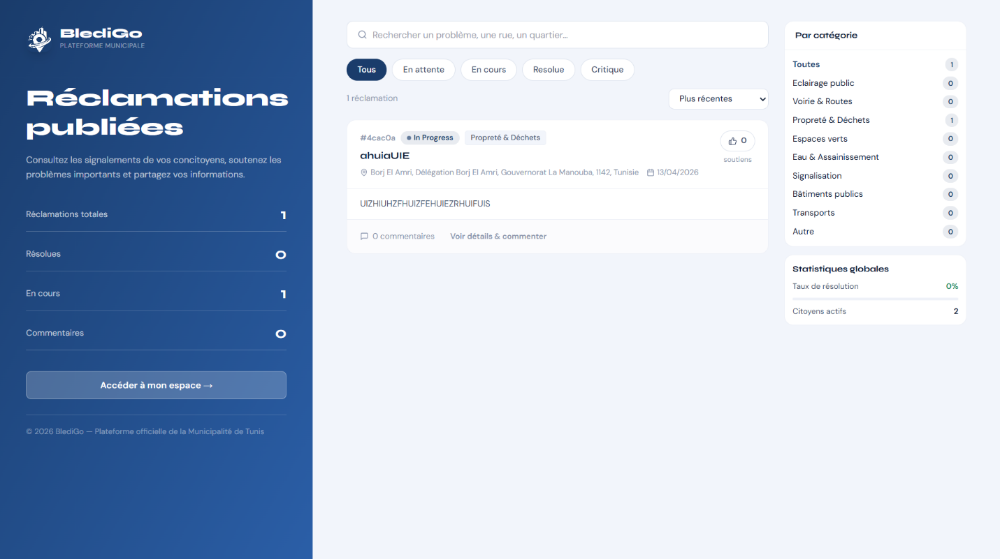 BlediGo
PLATEFORME MUNICIPALE
Réclamations
publiées
Consultez les signalements de vos concitoyens, soutenez les
problèmes importants et partagez vos informations.
Réclamations totales 1
Résolues 0
En cours 1
Commentaires 0
Accéder à mon espace →
© 2026 BlediGo — Plateforme officielle de la Municipalité de Tunis
Rechercher un problème, une rue, un quartier...
Tous En attente En cours Resolue Critique
1 réclamation Plus récentes
#4cac0a In Progress Propreté & Déchets 0
ahuiaUIE
soutiens
Borj El Amri, Délégation Borj El Amri, Gouvernorat La Manouba, 1142, Tunisie 13/04/2026
UIZHIUHZFHUIZFEHUIEZRHUIFUIS
0 commentaires Voir détails & commenter
Par catégorie
Toutes 1
Eclairage public 0
Voirie & Routes 0
Propreté & Déchets 1
Espaces verts 0
Eau & Assainissement 0
Signalisation 0
Bâtiments publics 0
Transports 0
Autre 0
Statistiques globales
Taux de résolution 0%
Citoyens actifs 2